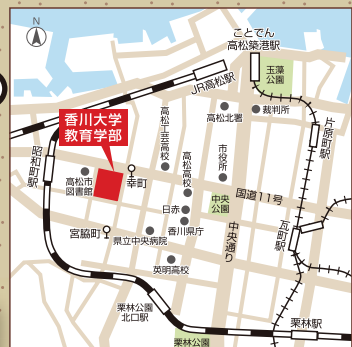 N
ことでん
高松築港駅
玉藻
公園
JR高松駅
香川大学
教育学部
高松工芸高校
高松北署
裁判所
片原町駅
昭和町駅
高松市
図書館
幸町
高松高校
市役所
国道11号
中央
公園
日赤
香川県庁
宮脇町
県立中央病院
中央通り
瓦町駅
英明高校
栗林公園
北口駅
栗林駅
栗林公園